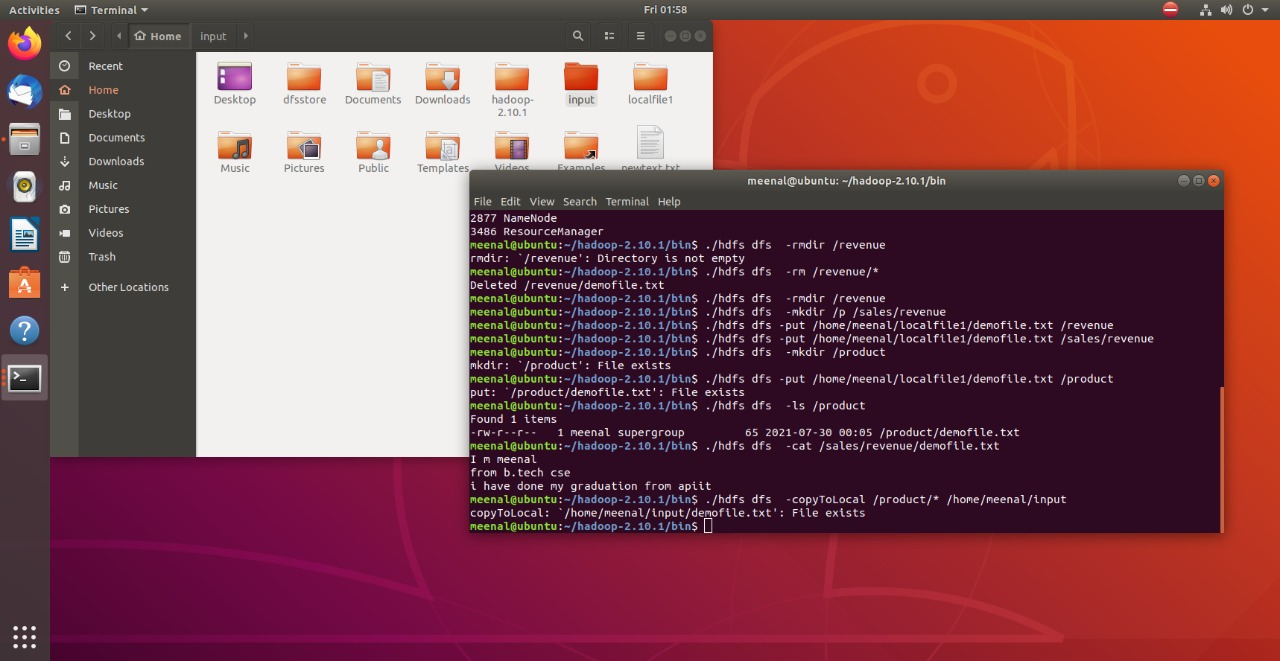 Activities
Terminal
Fri 01:58
Home
input
Recent
Home
Desktop
Documents
Downloads
Music
Pictures
Videos
Trash
Other Locations
Desktop
dfsstore
Documents
Downloads
hadoop-
2.10.1
input
localfile1
Music
Pictures
Public
Templates
Videos
Examples
newtext.txt
meenal@ubuntu: ~/hadoop-2.10.1/bin
File Edit View Search Terminal Help
2877 NameNode
3486 ResourceManager
meenal@ubuntu:~/hadoop-2.10.1/bin$ ./hdfs dfs  -rmdir /revenue
rmdir: `/revenue': Directory is not empty
meenal@ubuntu:~/hadoop-2.10.1/bin$ ./hdfs dfs  -rm /revenue/*
Deleted /revenue/demofile.txt
meenal@ubuntu:~/hadoop-2.10.1/bin$ ./hdfs dfs  -rmdir /revenue
meenal@ubuntu:~/hadoop-2.10.1/bin$ ./hdfs dfs  -mkdir /p /sales/revenue
meenal@ubuntu:~/hadoop-2.10.1/bin$ ./hdfs dfs -put /home/meenal/localfile1/demofile.txt /revenue
meenal@ubuntu:~/hadoop-2.10.1/bin$ ./hdfs dfs -put /home/meenal/localfile1/demofile.txt /sales/revenue
meenal@ubuntu:~/hadoop-2.10.1/bin$ ./hdfs dfs  -mkdir /product
mkdir: `/product': File exists
meenal@ubuntu:~/hadoop-2.10.1/bin$ ./hdfs dfs -put /home/meenal/localfile1/demofile.txt /product
put: `/product/demofile.txt': File exists
meenal@ubuntu:~/hadoop-2.10.1/bin$ ./hdfs dfs  -ls /product
Found 1 items
-rw-r--r--   1 meenal supergroup         65 2021-07-30 00:05 /product/demofile.txt
meenal@ubuntu:~/hadoop-2.10.1/bin$ ./hdfs dfs  -cat /sales/revenue/demofile.txt
I m meenal
from b.tech cse
i have done my graduation from apiit
meenal@ubuntu:~/hadoop-2.10.1/bin$ ./hdfs dfs  -copyToLocal /product/* /home/meenal/input
copyToLocal: `/home/meenal/input/demofile.txt': File exists
meenal@ubuntu:~/hadoop-2.10.1/bin$